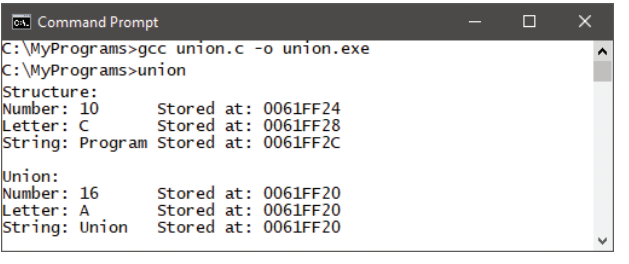 Command Prompt
C:\MyPrograms>gcc union.c -o union.exe
C:\MyPrograms>union
Structure:
Number: 10 Stored at: 0061FF24
Letter: C Stored at: 0061FF28
String: Program Stored at: 0061FF2C
Union:
Number: 16 Stored at: 0061FF20
Letter: A Stored at: 0061FF20
String: Union Stored at: 0061FF20